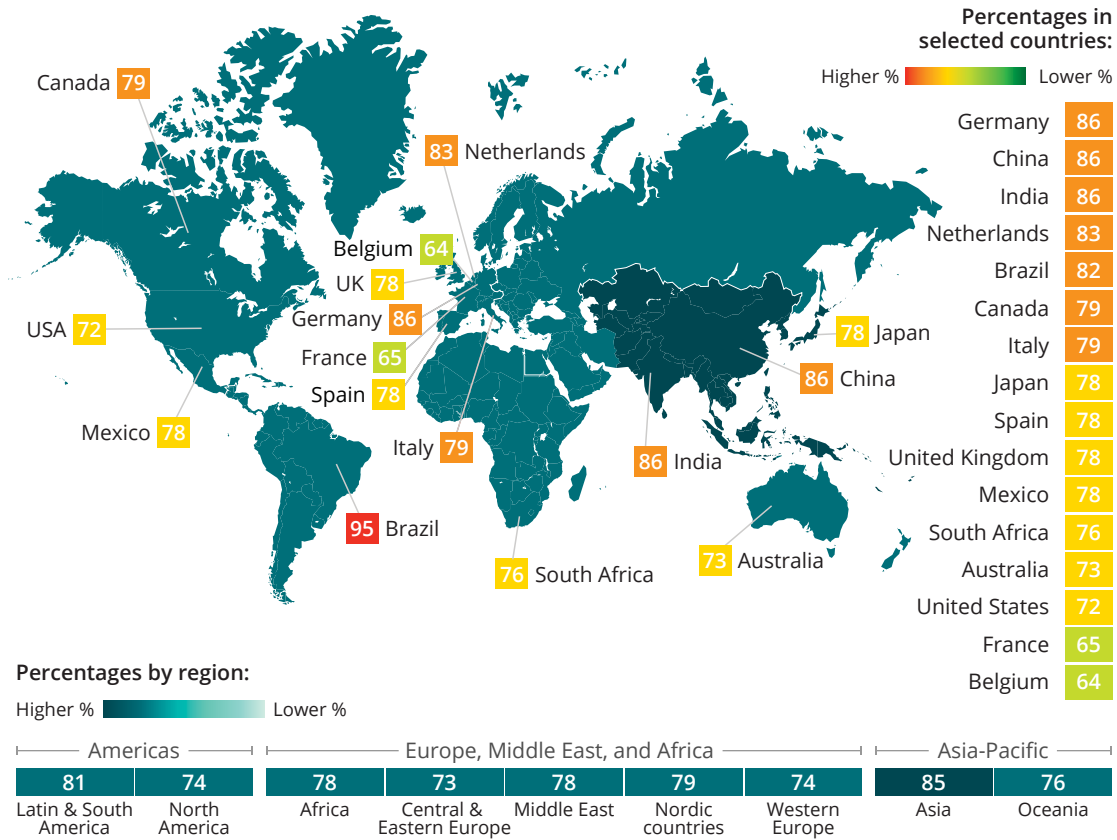 Percentages in
selected countries:
Higher % Lower %
Germany 86
China 86
India 86
Netherlands 83
Brazil 82
Canada 79
Italy 79
Japan 78
Spain 78
United Kingdom 78
Mexico 78
South Africa 76
Australia 73
United States 72
France 65
Belgium 64
Canada 79
83 Netherlands
Belgium 64
UK 78
Germany 86
USA 72
France 65
78 Japan
Spain 78
86 China
Mexico 78
Italy 79
86 India
95 Brazil
73 Australia
76 South Africa
Percentages by region:
Higher % Lower %
Americas
81 74
Latin & South North
America America
Europe, Middle East, and Africa
78 73 78 79 74
Africa Central & Middle East Nordic Western
Eastern Europe countries Europe
Asia-Pacific
85 76
Asia Oceania